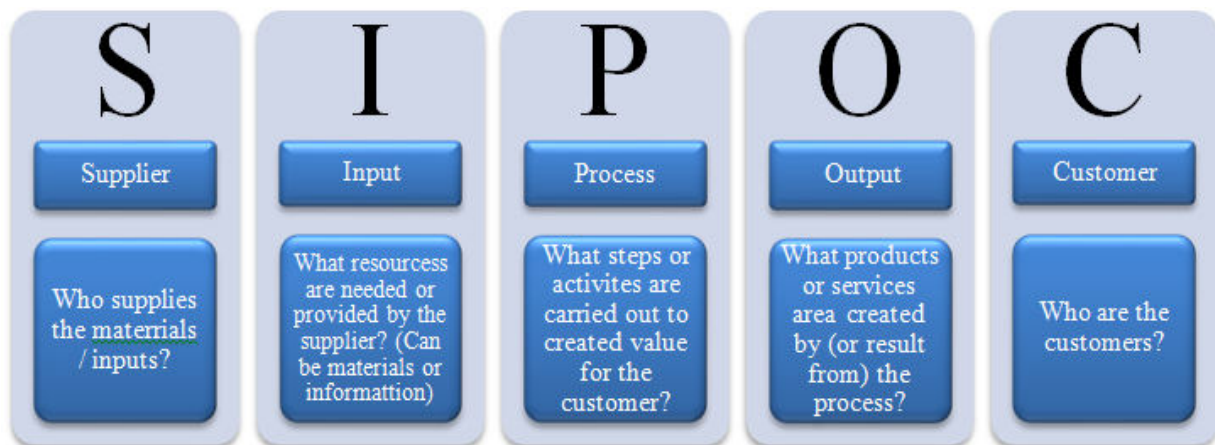 S
Supplier
Who supplies
the materrials
/ inputs?
I
Input
What resourcess
are needed or
provided by the
supplier? (Can
be materials or
informattion)
P
Process
What steps or
activites are
carried out to
created value
for the
customer?
O
Output
What products
or services
area created
by (or result
from) the
process?
C
Customer
Who are the
customers?